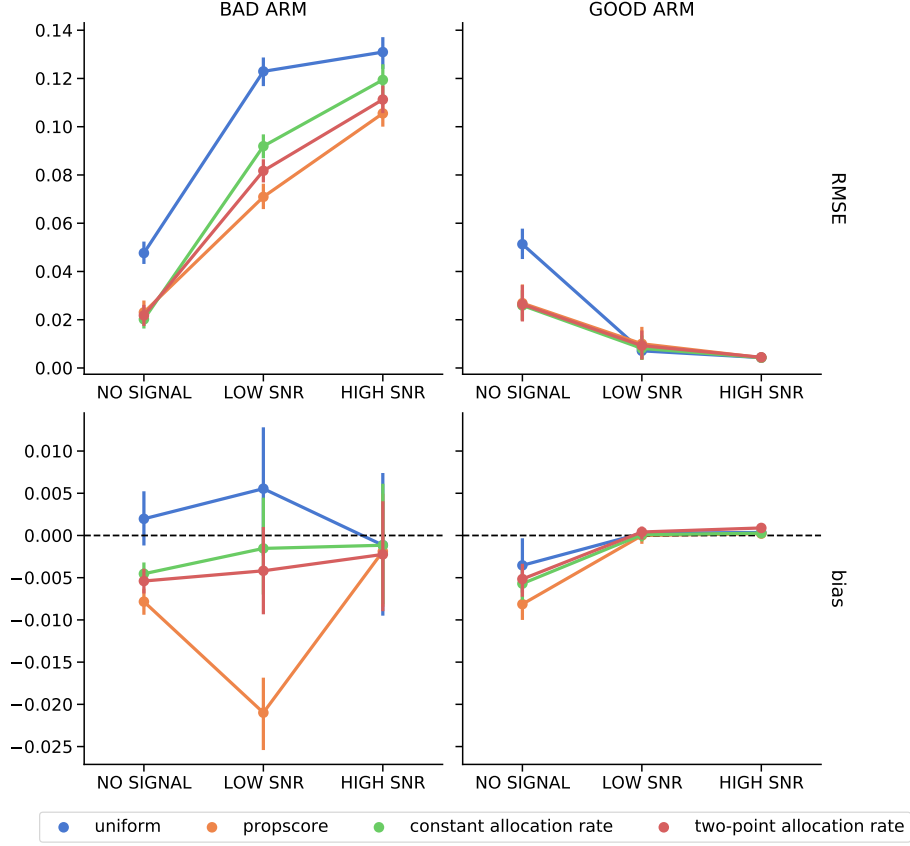 BAD ARM
GOOD ARM
0.14
0.12
0.10
0.08
0.06
0.04
0.02
0.00
RMSE
NO SIGNAL LOW SNR HIGH SNR
NO SIGNAL LOW SNR HIGH SNR
0.010
0.005
0.000
−0.005
−0.010
−0.015
−0.020
−0.025
bias
NO SIGNAL LOW SNR HIGH SNR
NO SIGNAL LOW SNR HIGH SNR
uniform propscore constant allocation rate two-point allocation rate